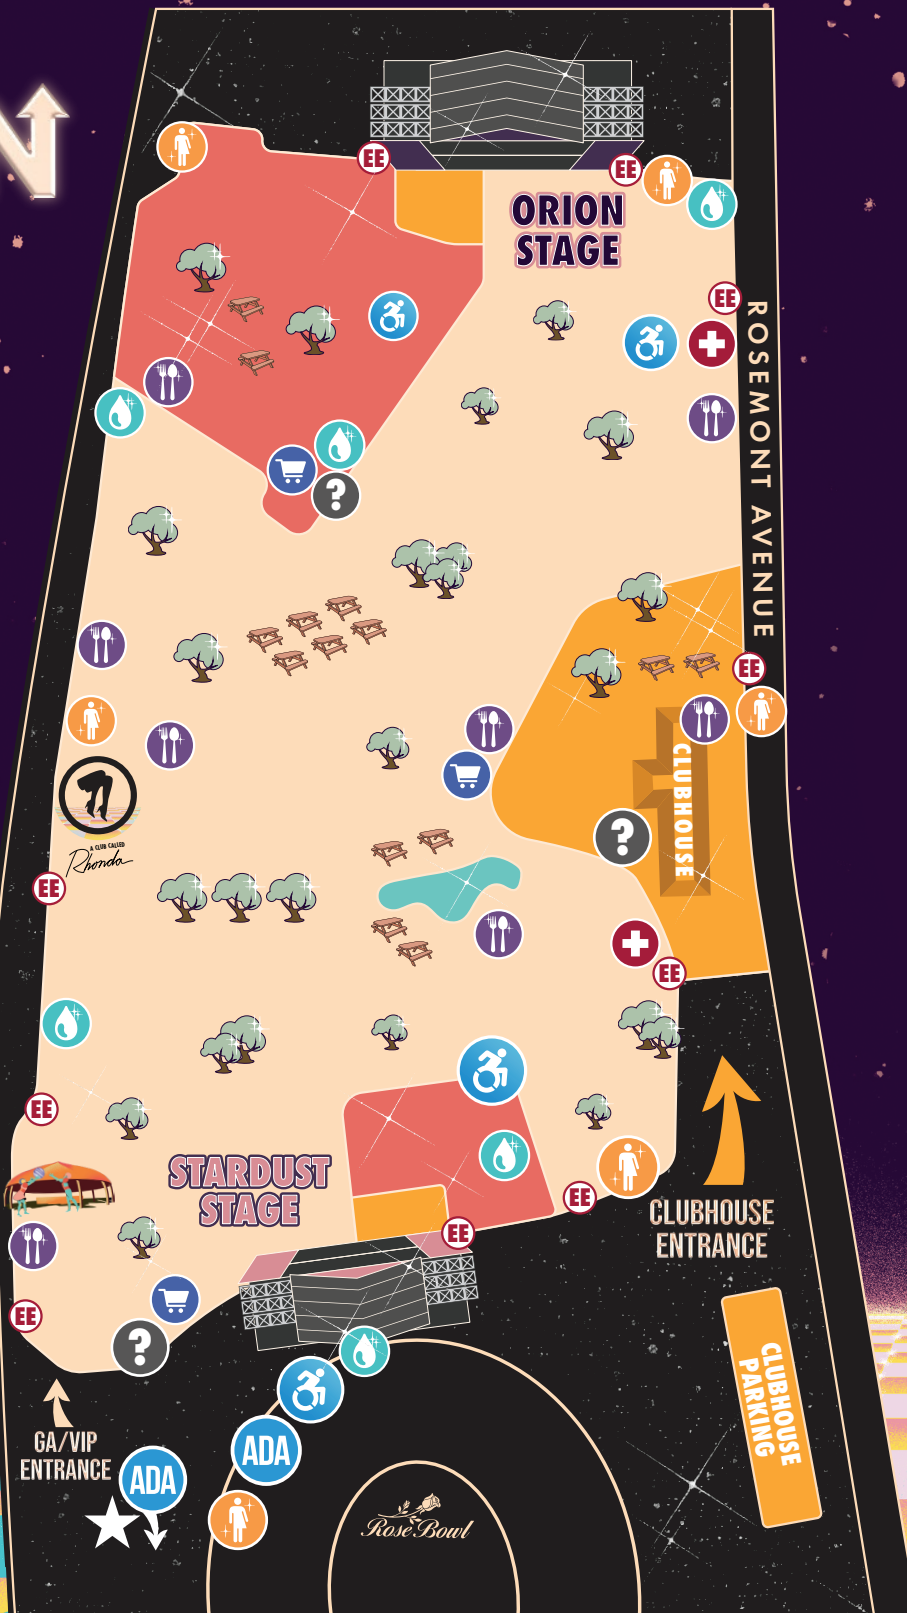 N
EE
EE
ORION
STAGE
EE
ROSEMONT AVENUE
?
EE
CLUBHOUSE
?
A CLUB CALLED
Rhonda
EE
EE
EE
STARDUST
STAGE
EE
EE
CLUBHOUSE
ENTRANCE
EE
?
CLUBHOUSE
PARKING
GA/VIP
ENTRANCE
ADA
ADA
Rose Bowl